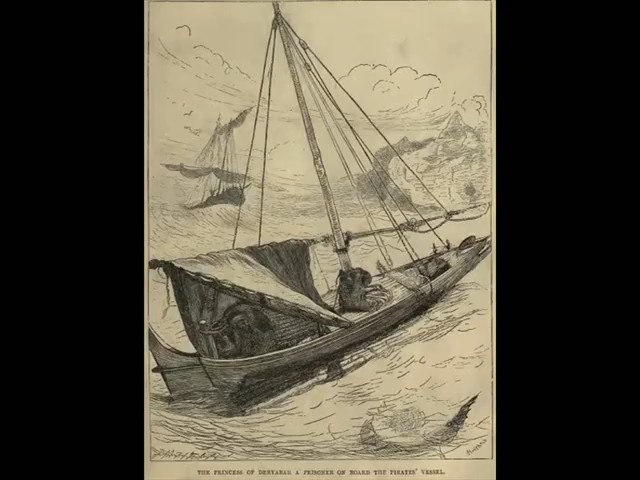 THE PRINCESS OF DERYABAR A PRISONER ON BOARD THE PIRATES' VESSEL.